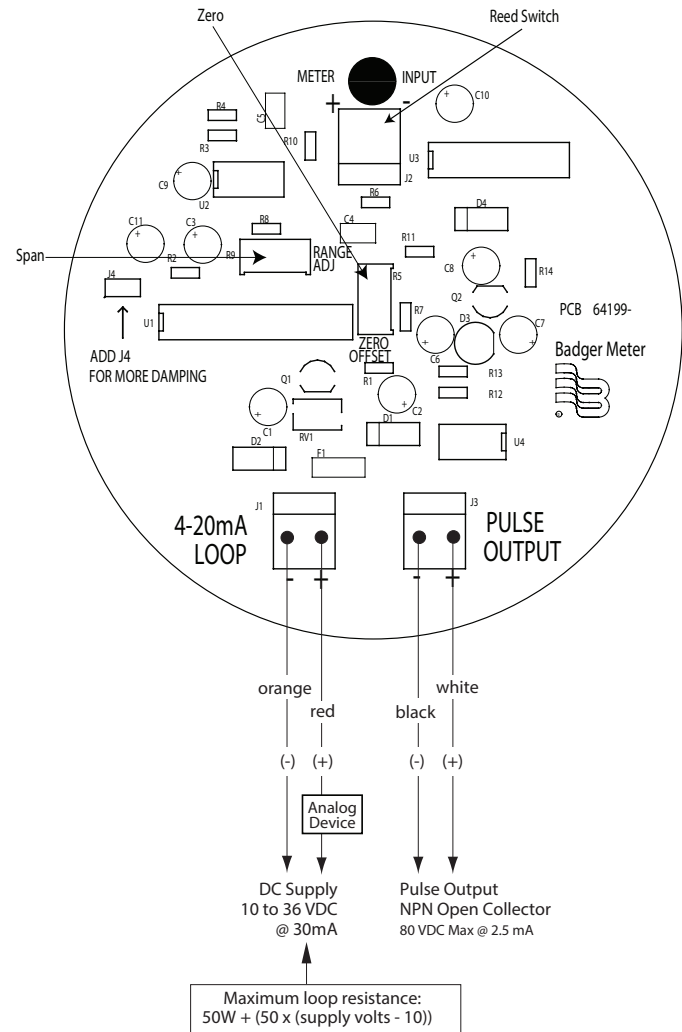 Zero
Reed Switch
METER INPUT
+ -
C10
R4
C5
R3
R10
U3
J2
C9
U2
R6
D4
C11
C3
R8
C4
R11
Span
R2
R9
RANGE
ADJ
R5
C8
R14
J4
Q2
U1
R7
D3
PCB 64199-
ZERO
OFFSET
C6
C7
ADD J4
FOR MORE DAMPING
Badger Meter
Q1
R1
R13
R12
C1
RV1
D1
C2
D2
F1
U4
J1
J3
4-20mA
LOOP
PULSE
OUTPUT
- +
- +
orange
red
white
black
(-) (+)
(-) (+)
Analog
Device
DC Supply
10 to 36 VDC
@ 30mA
Pulse Output
NPN Open Collector
80 VDC Max @ 2.5 mA
Maximum loop resistance:
50W + (50 x (supply volts - 10))